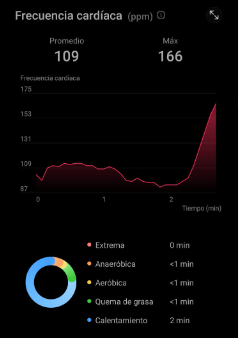 Frecuencia cardíaca (ppm)
Promedio Máx
109 166
Frecuencia cardiaca
175
153
131
109
87
0 1 2
Tiempo (min)
Extrema 0 min
Anaeróbica <1 min
Aeróbica <1 min
Quema de grasa <1 min
Calentamiento 2 min